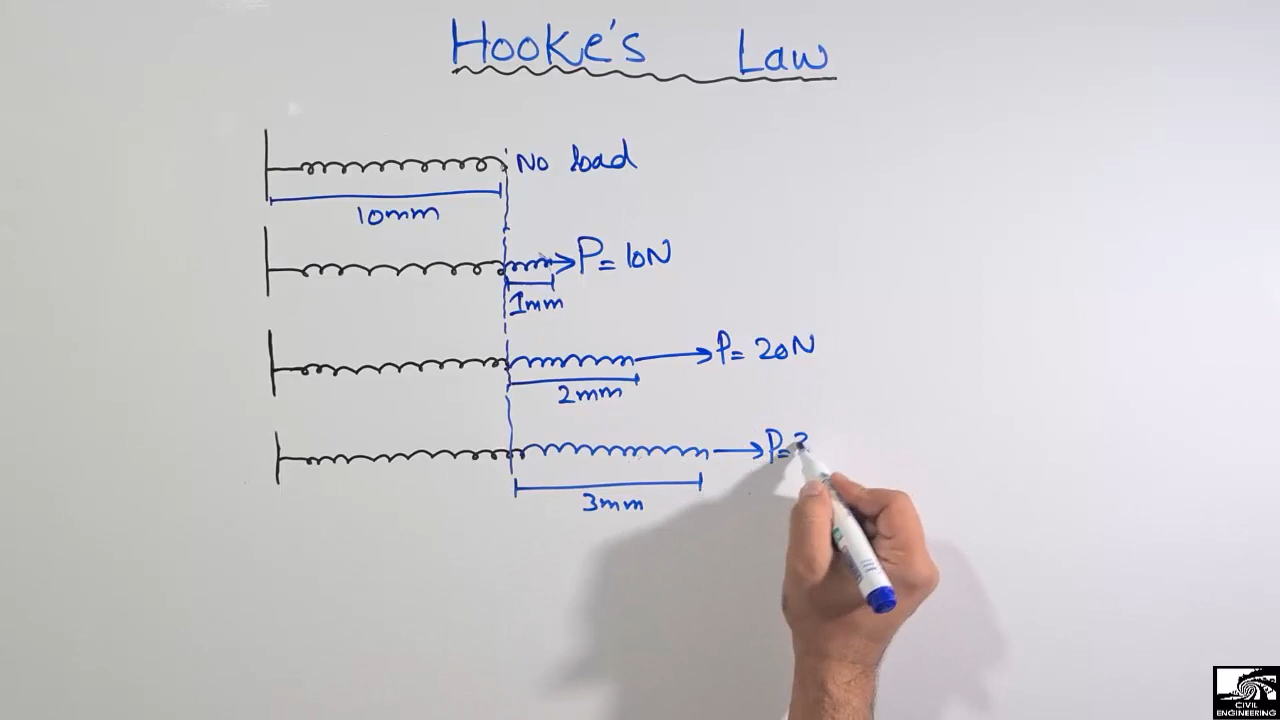 Hooke's Law
No load
10mm
P= 10N
1mm
P= 20N
2mm
P=
3mm
CIVIL
ENGINEERING